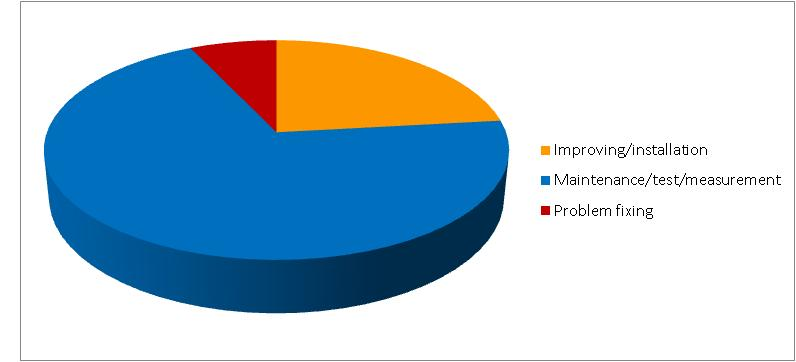 Improving/installation
Maintenance/test/measurement
Problem fixing